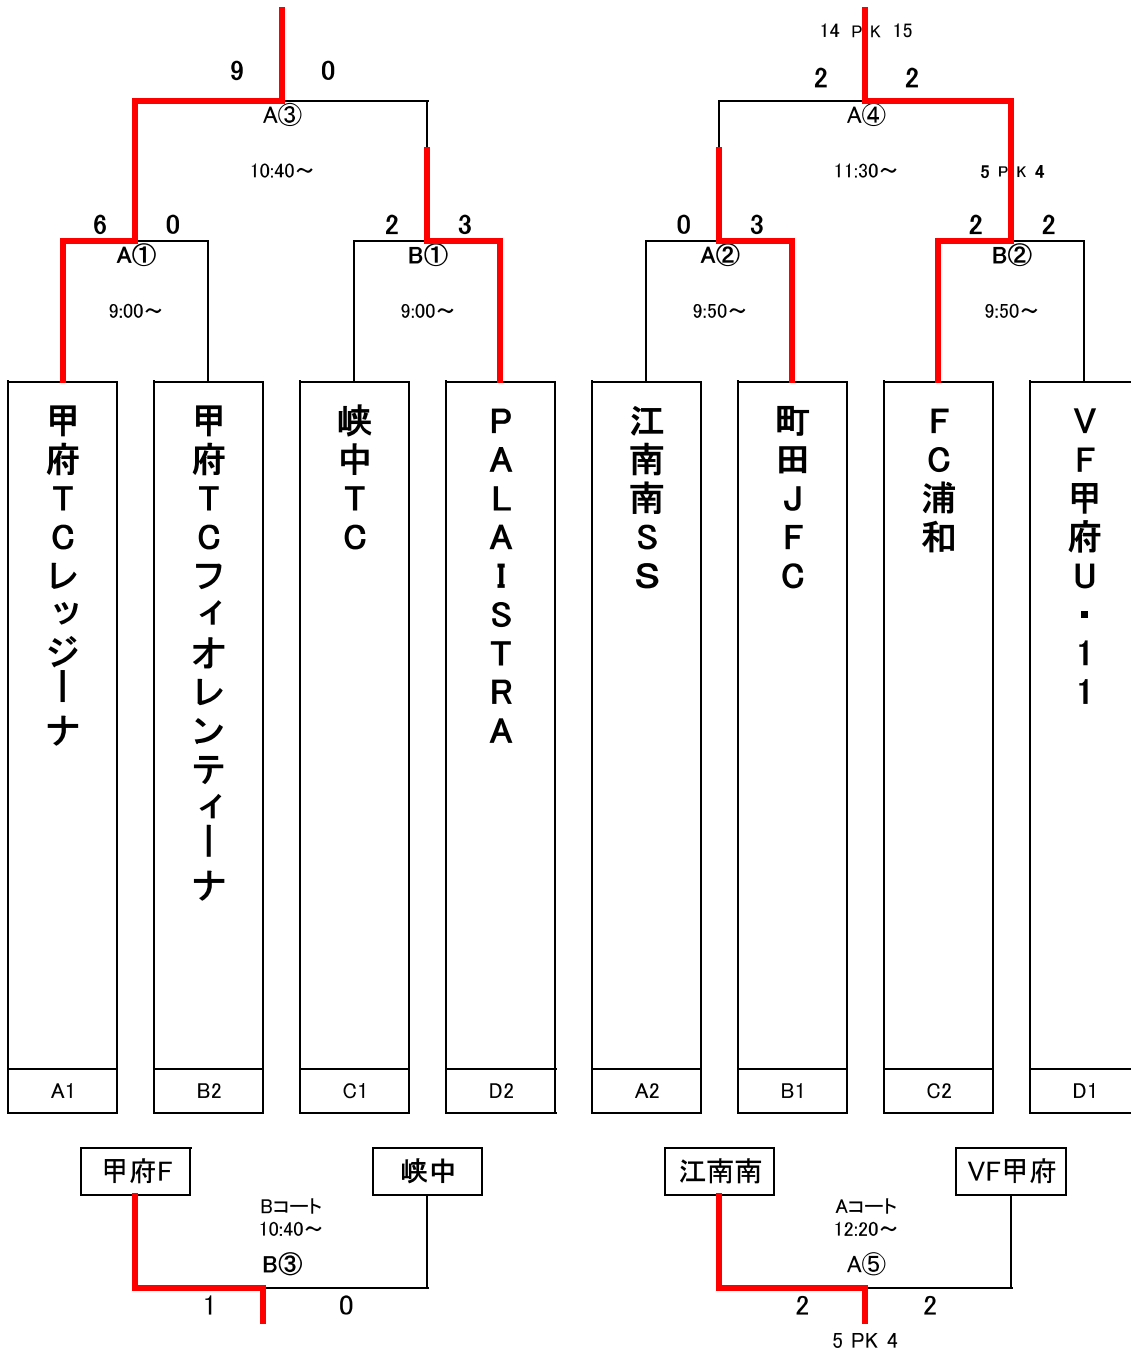 14 PK 15
9 0 2 2
A③ A④
10:40～ 11:30～ 5 PK 4
6 0 2 3 0 3 2 2
A① B① A② B②
9:00～ 9:00～ 9:50～ 9:50～
甲府TCレッジーナ
甲府TCフィオレンティーナ
峡中TC
PALAISTRA
江南南SS
町田JFC
FC浦和
VF甲府U・11
A1 B2 C1 D2 A2 B1 C2 D1
甲府F 峡中 江南南 VF甲府
Bコート Aコート
10:40～ 12:20～
B③ A⑤
1 0 2 2
5 PK 4